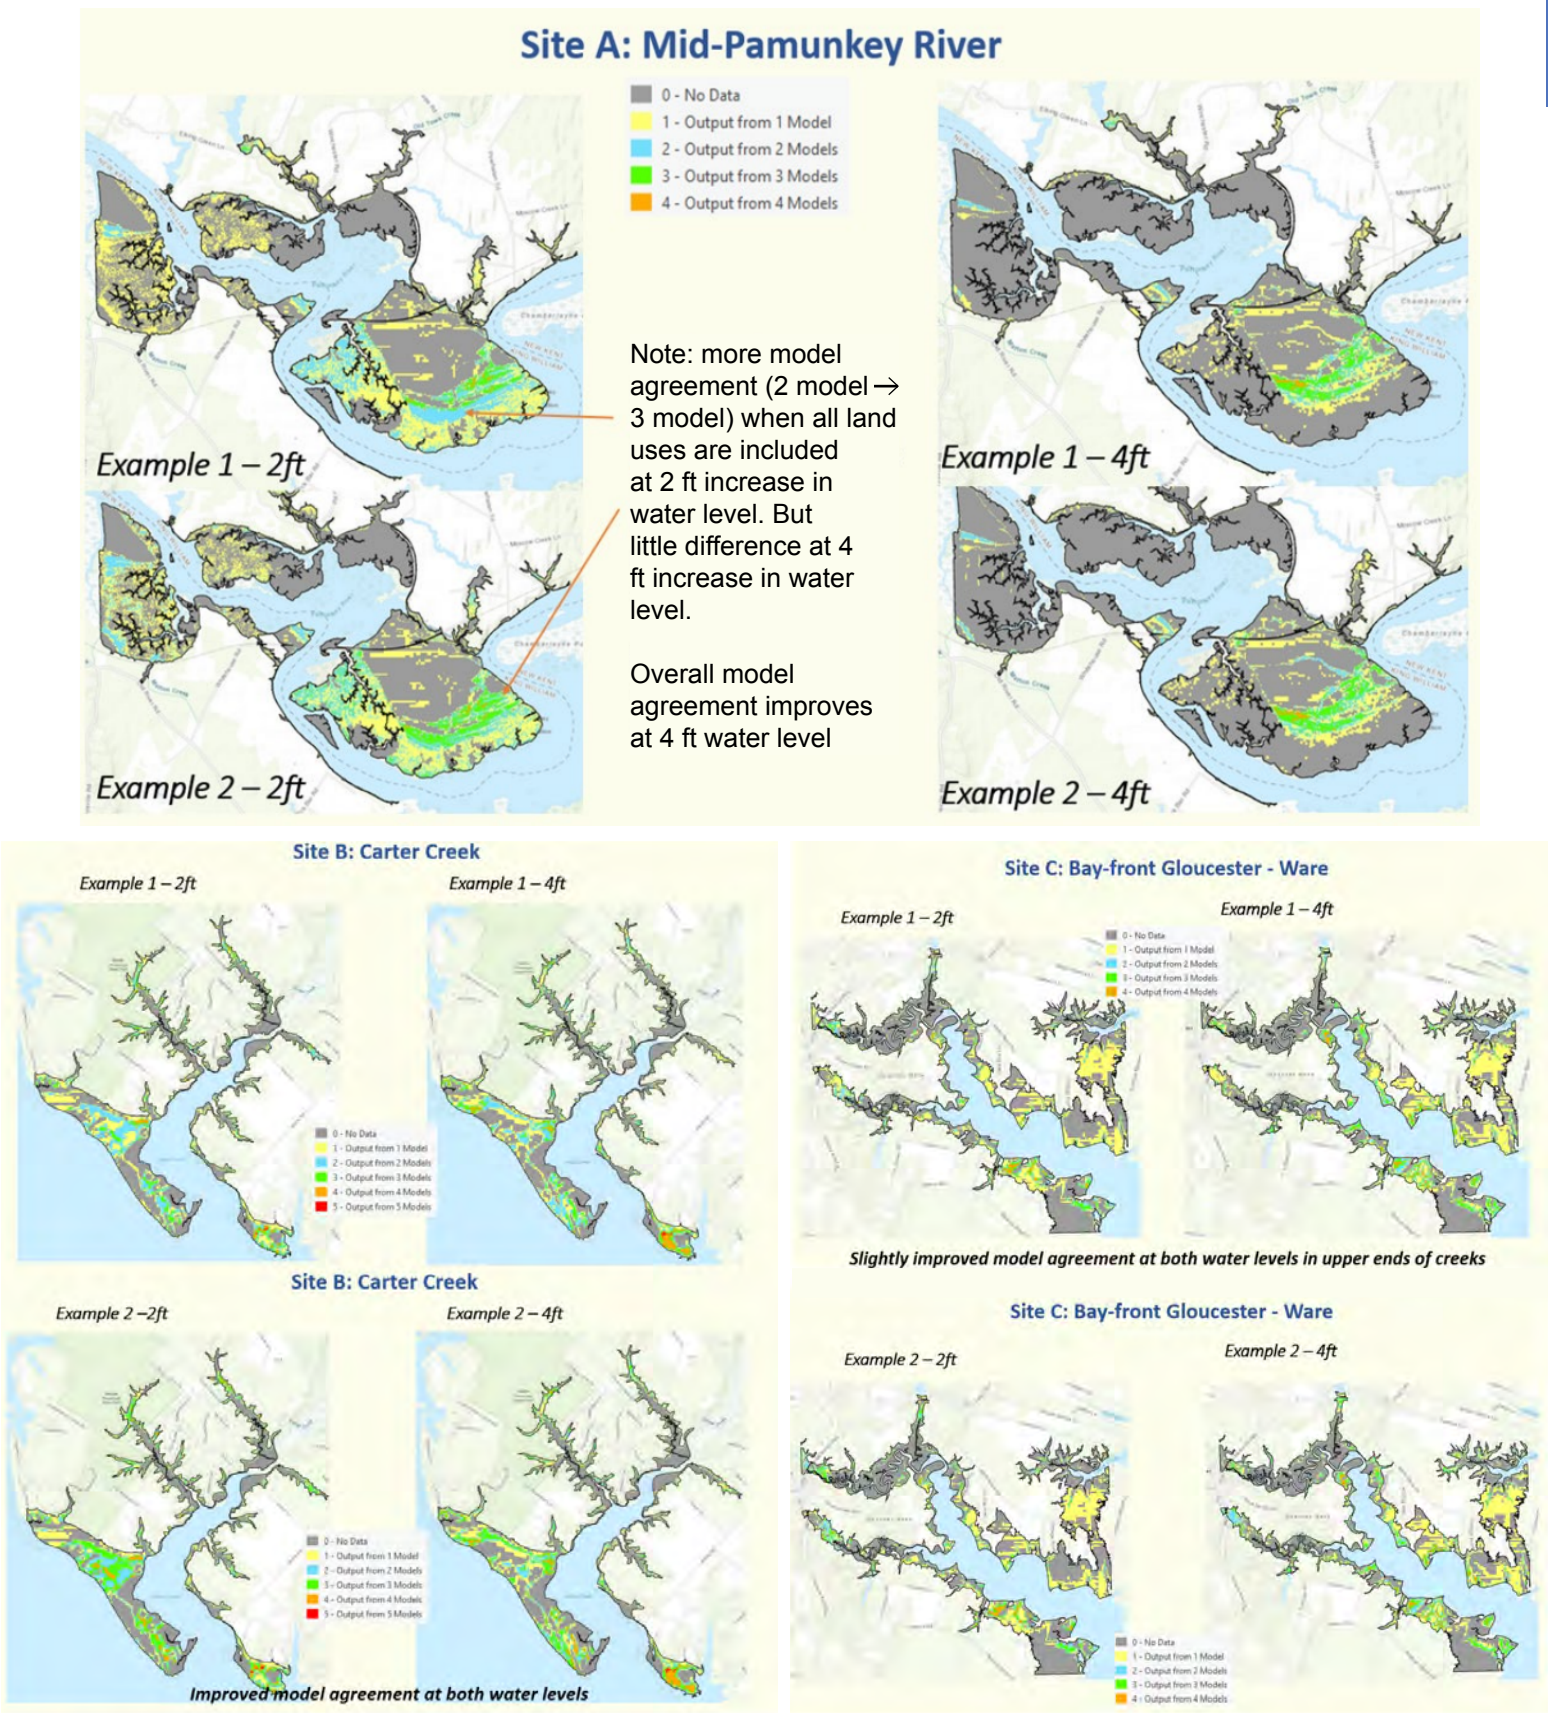 Site A: Mid-Pamunkey River
0 - No Data
1 - Output from 1 Model
2 - Output from 2 Models
3 - Output from 3 Models
4 - Output from 4 Models
Example 1 – 2ft
Example 2 – 2ft
Note: more model
agreement (2 model →
3 model) when all land
uses are included
at 2 ft increase in
water level. But
little difference at 4
ft increase in water
level.
Overall model
agreement improves
at 4 ft water level
Example 1 – 4ft
Example 2 – 4ft
Site B: Carter Creek
Example 1 – 2ft
Example 1 – 4ft
0 - No Data
1 - Output from 1 Model
2 - Output from 2 Models
3 - Output from 3 Models
4 - Output from 4 Models
5 - Output from 5 Models
Site B: Carter Creek
Example 2 –2ft
Example 2 – 4ft
0 - No Data
1 - Output from 1 Model
2 - Output from 2 Models
3 - Output from 3 Models
4 - Output from 4 Models
5 - Output from 5 Models
Improved model agreement at both water levels
Site C: Bay-front Gloucester - Ware
Example 1 – 2ft
Example 1 – 4ft
0 - No Data
1 - Output from 1 Model
2 - Output from 2 Models
3 - Output from 3 Models
4 - Output from 4 Models
Slightly improved model agreement at both water levels in upper ends of creeks
Site C: Bay-front Gloucester - Ware
Example 2 – 2ft
Example 2 – 4ft
0 - No Data
1 - Output from 1 Model
2 - Output from 2 Models
3 - Output from 3 Models
4 - Output from 4 Models